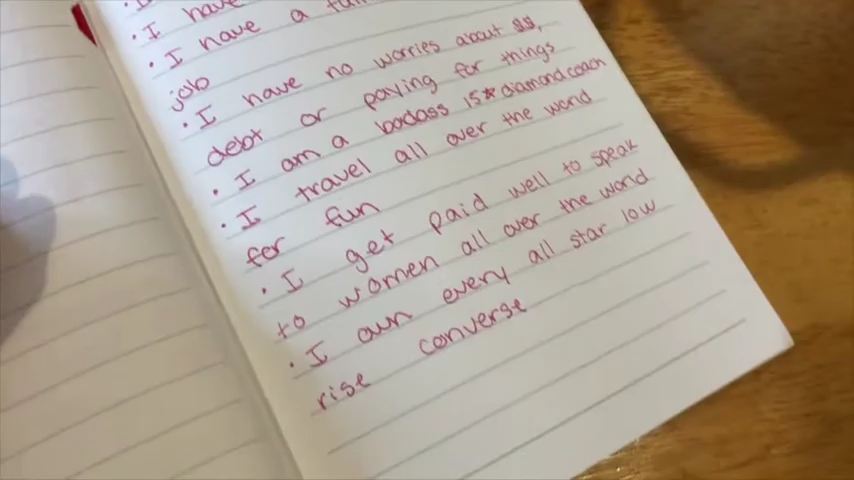 • I have
• I have a
job
• I have no worries about $$,
debt or paying for things
• I am a badass 15* diamond coach
• I travel all over the world
for fun
• I get paid well to speak
to women all over the world
• I own every all star low
rise converse